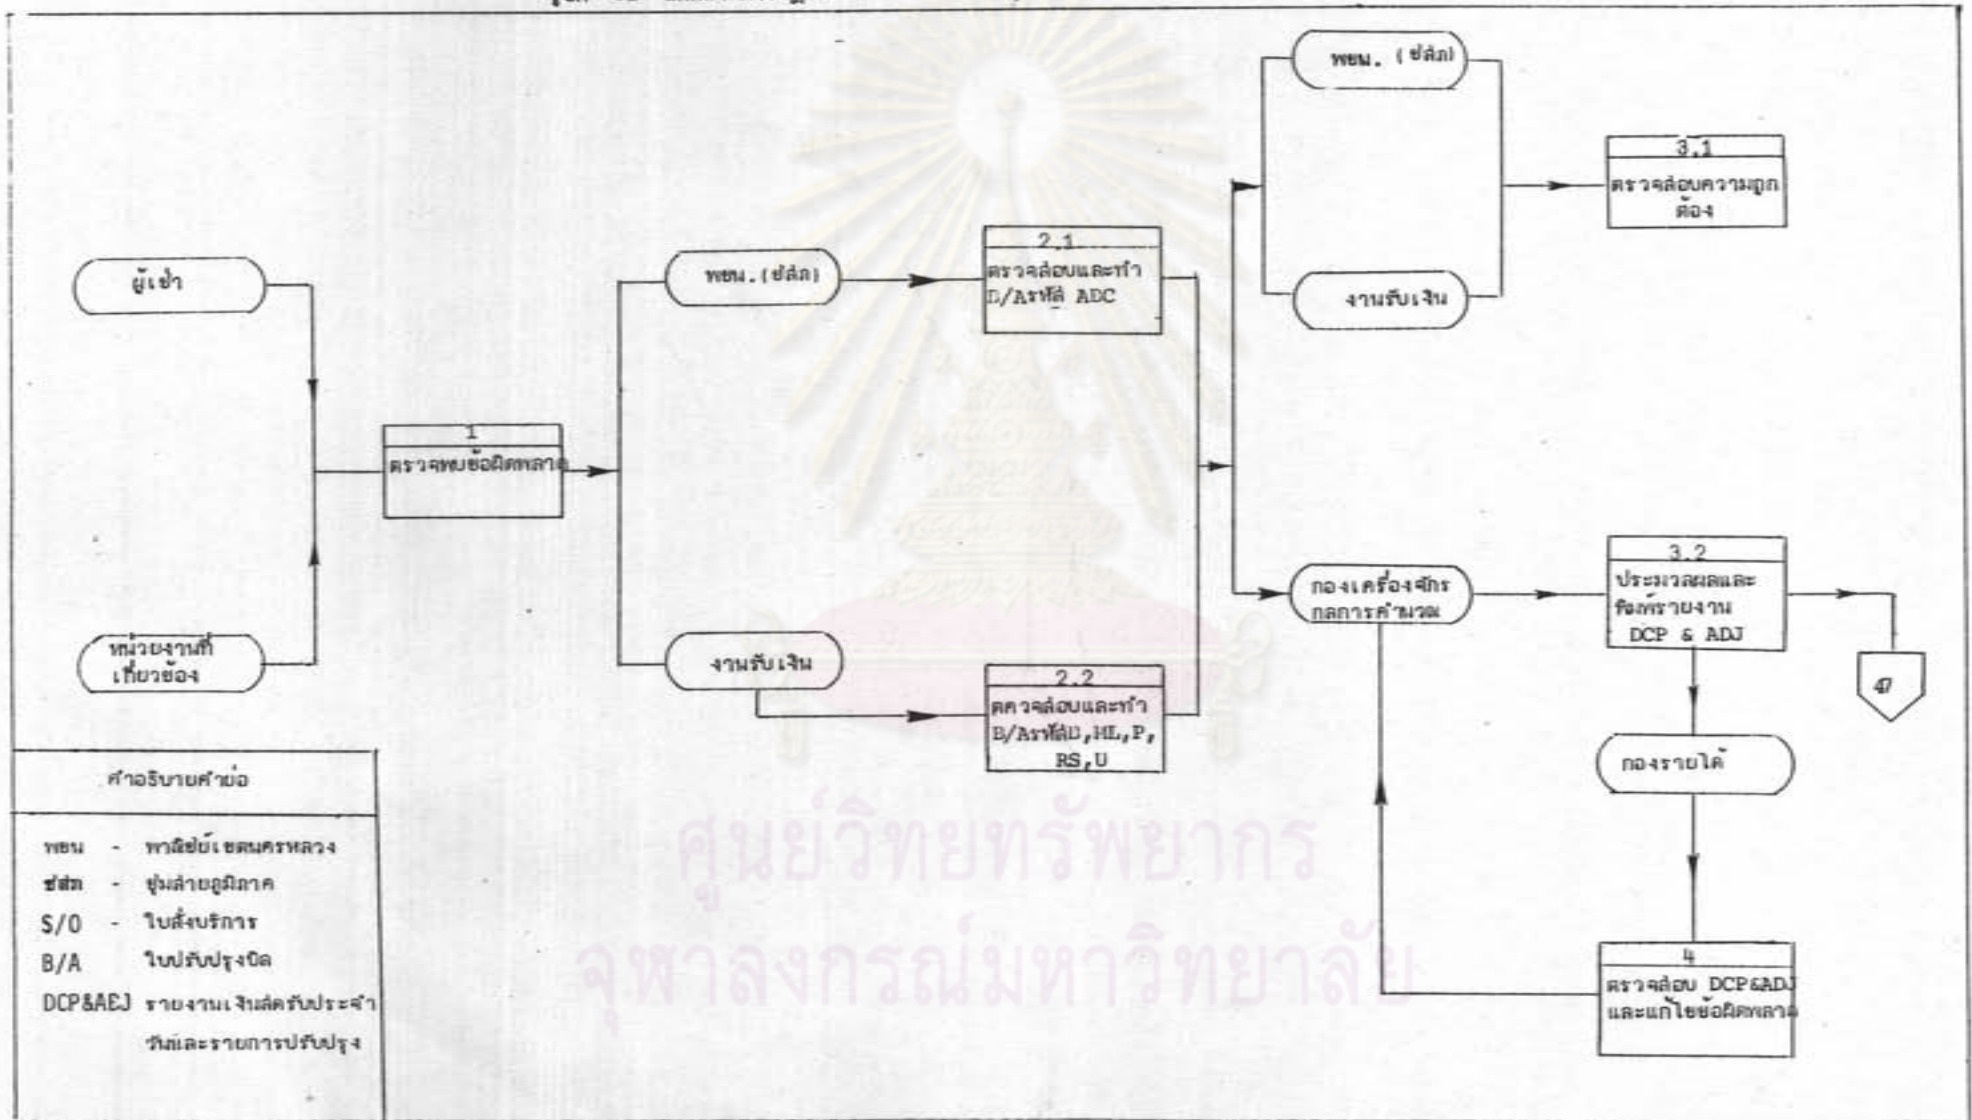 ผู้เช่า
หน่วยงานที่
เกี่ยวข้อง
1
ตรวจพบข้อผิดพลาด
พขน.(ชสภ)
งานรับเงิน
2.1
ตรวจสอบและทำ
B/Aรหัส ADC
2.2
ตรวจสอบและทำ
B/AรหัสD,HL,P,
RS,U
พขน. (ชสภ)
งานรับเงิน
กองเครื่องจักร
กลการคำนวณ
3.1
ตรวจสอบความถูก
ต้อง
3.2
ประมวลผลและ
พิมพ์รายงาน
DCP & ADJ
47
กองรายได้
4
ตรวจสอบ DCP&ADJ
และแก้ไขข้อผิดพลาด
คำอธิบายคำย่อ
พขน - พาณิชย์เขตนครหลวง
ชสภ - ชุมสายภูมิภาค
S/O - ใบสั่งบริการ
B/A ใบปรับปรุงบิล
DCP&ADJ รายงานเงินสดรับประจำ
วันและรายการปรับปรุง
ศูนย์วิทยทรัพยากร
จุฬาลงกรณ์มหาวิทยาลัย